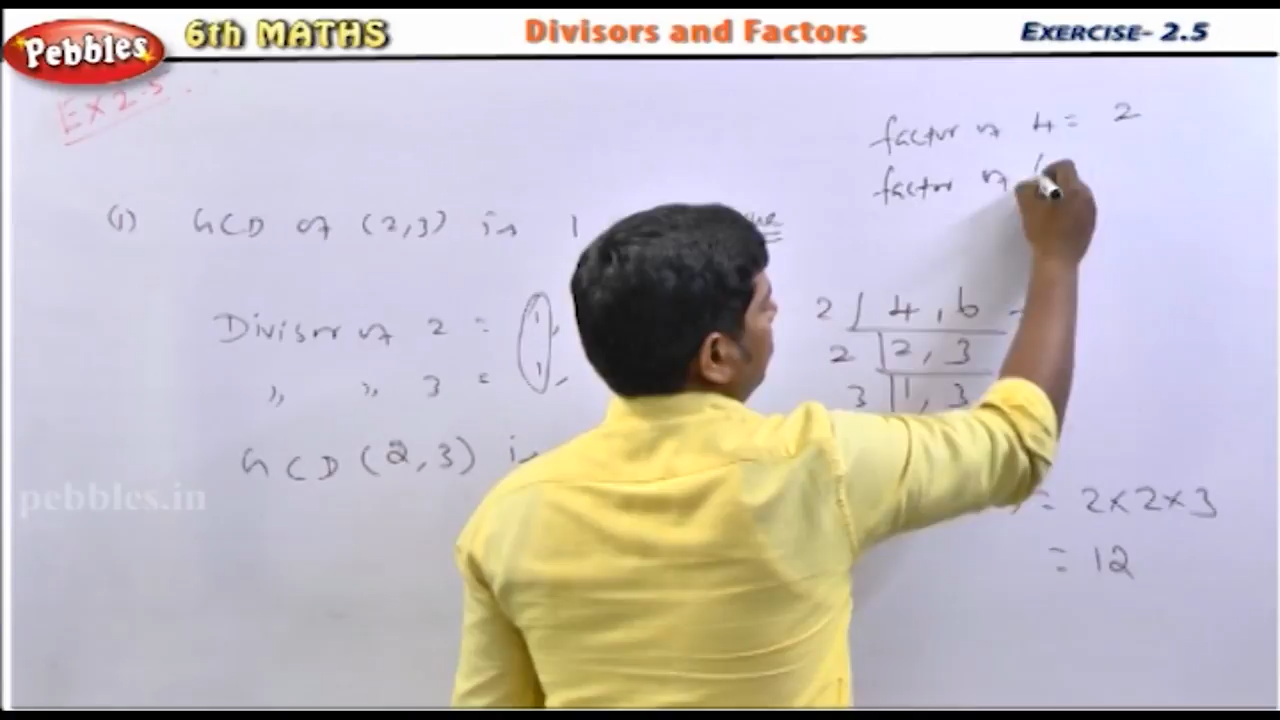 Pebbles 6th MATHS Divisors and Factors EXERCISE- 2.5
EX 2.5.
factor of 4 = 2
factor of
(1) GCD of (2,3) is 1
2 | 4, 6
Divisor of 2 = 1,
2 | 2, 3
,, ,, 3 = 1,
3 | 1, 3
GCD (2,3) is
pebbles.in
= 2×2×3
= 12